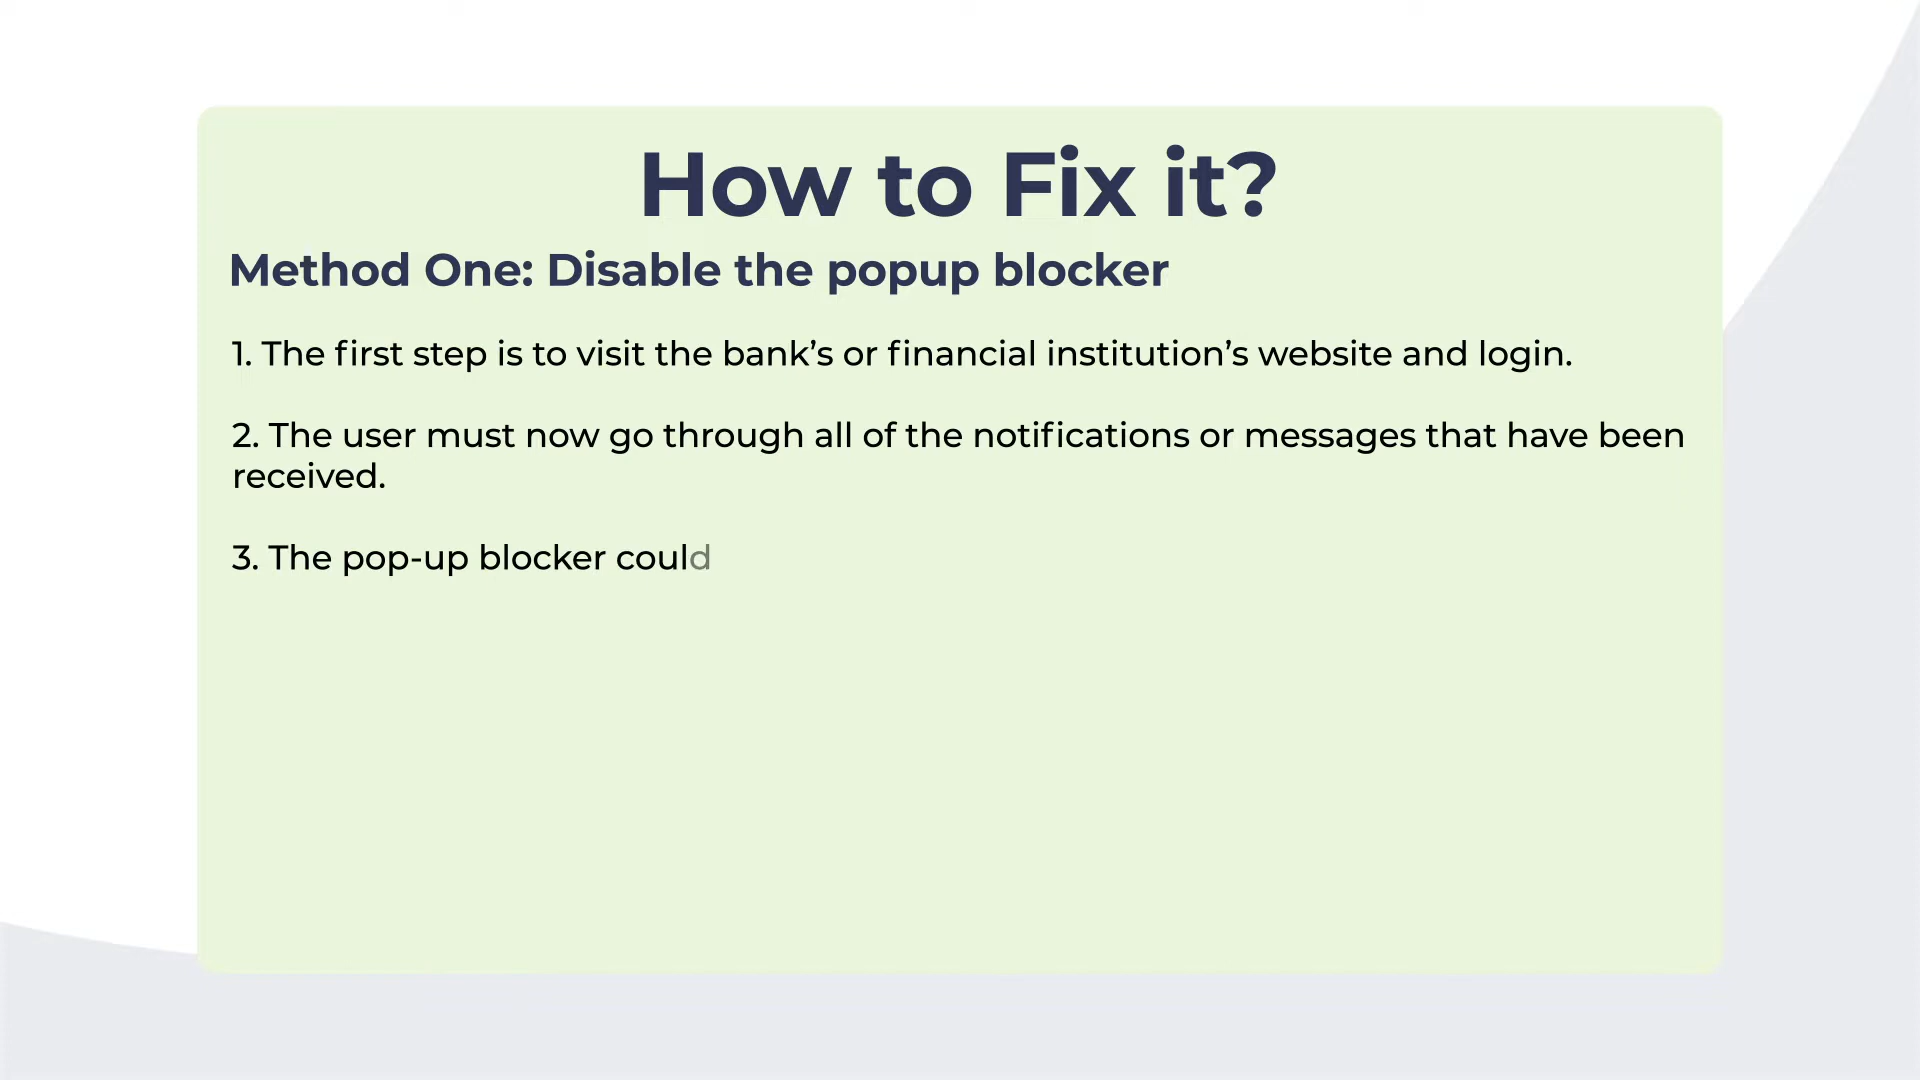 How to Fix it?
Method One: Disable the popup blocker
1. The first step is to visit the bank’s or financial institution’s website and login.
2. The user must now go through all of the notifications or messages that have been
received.
3. The pop-up blocker could